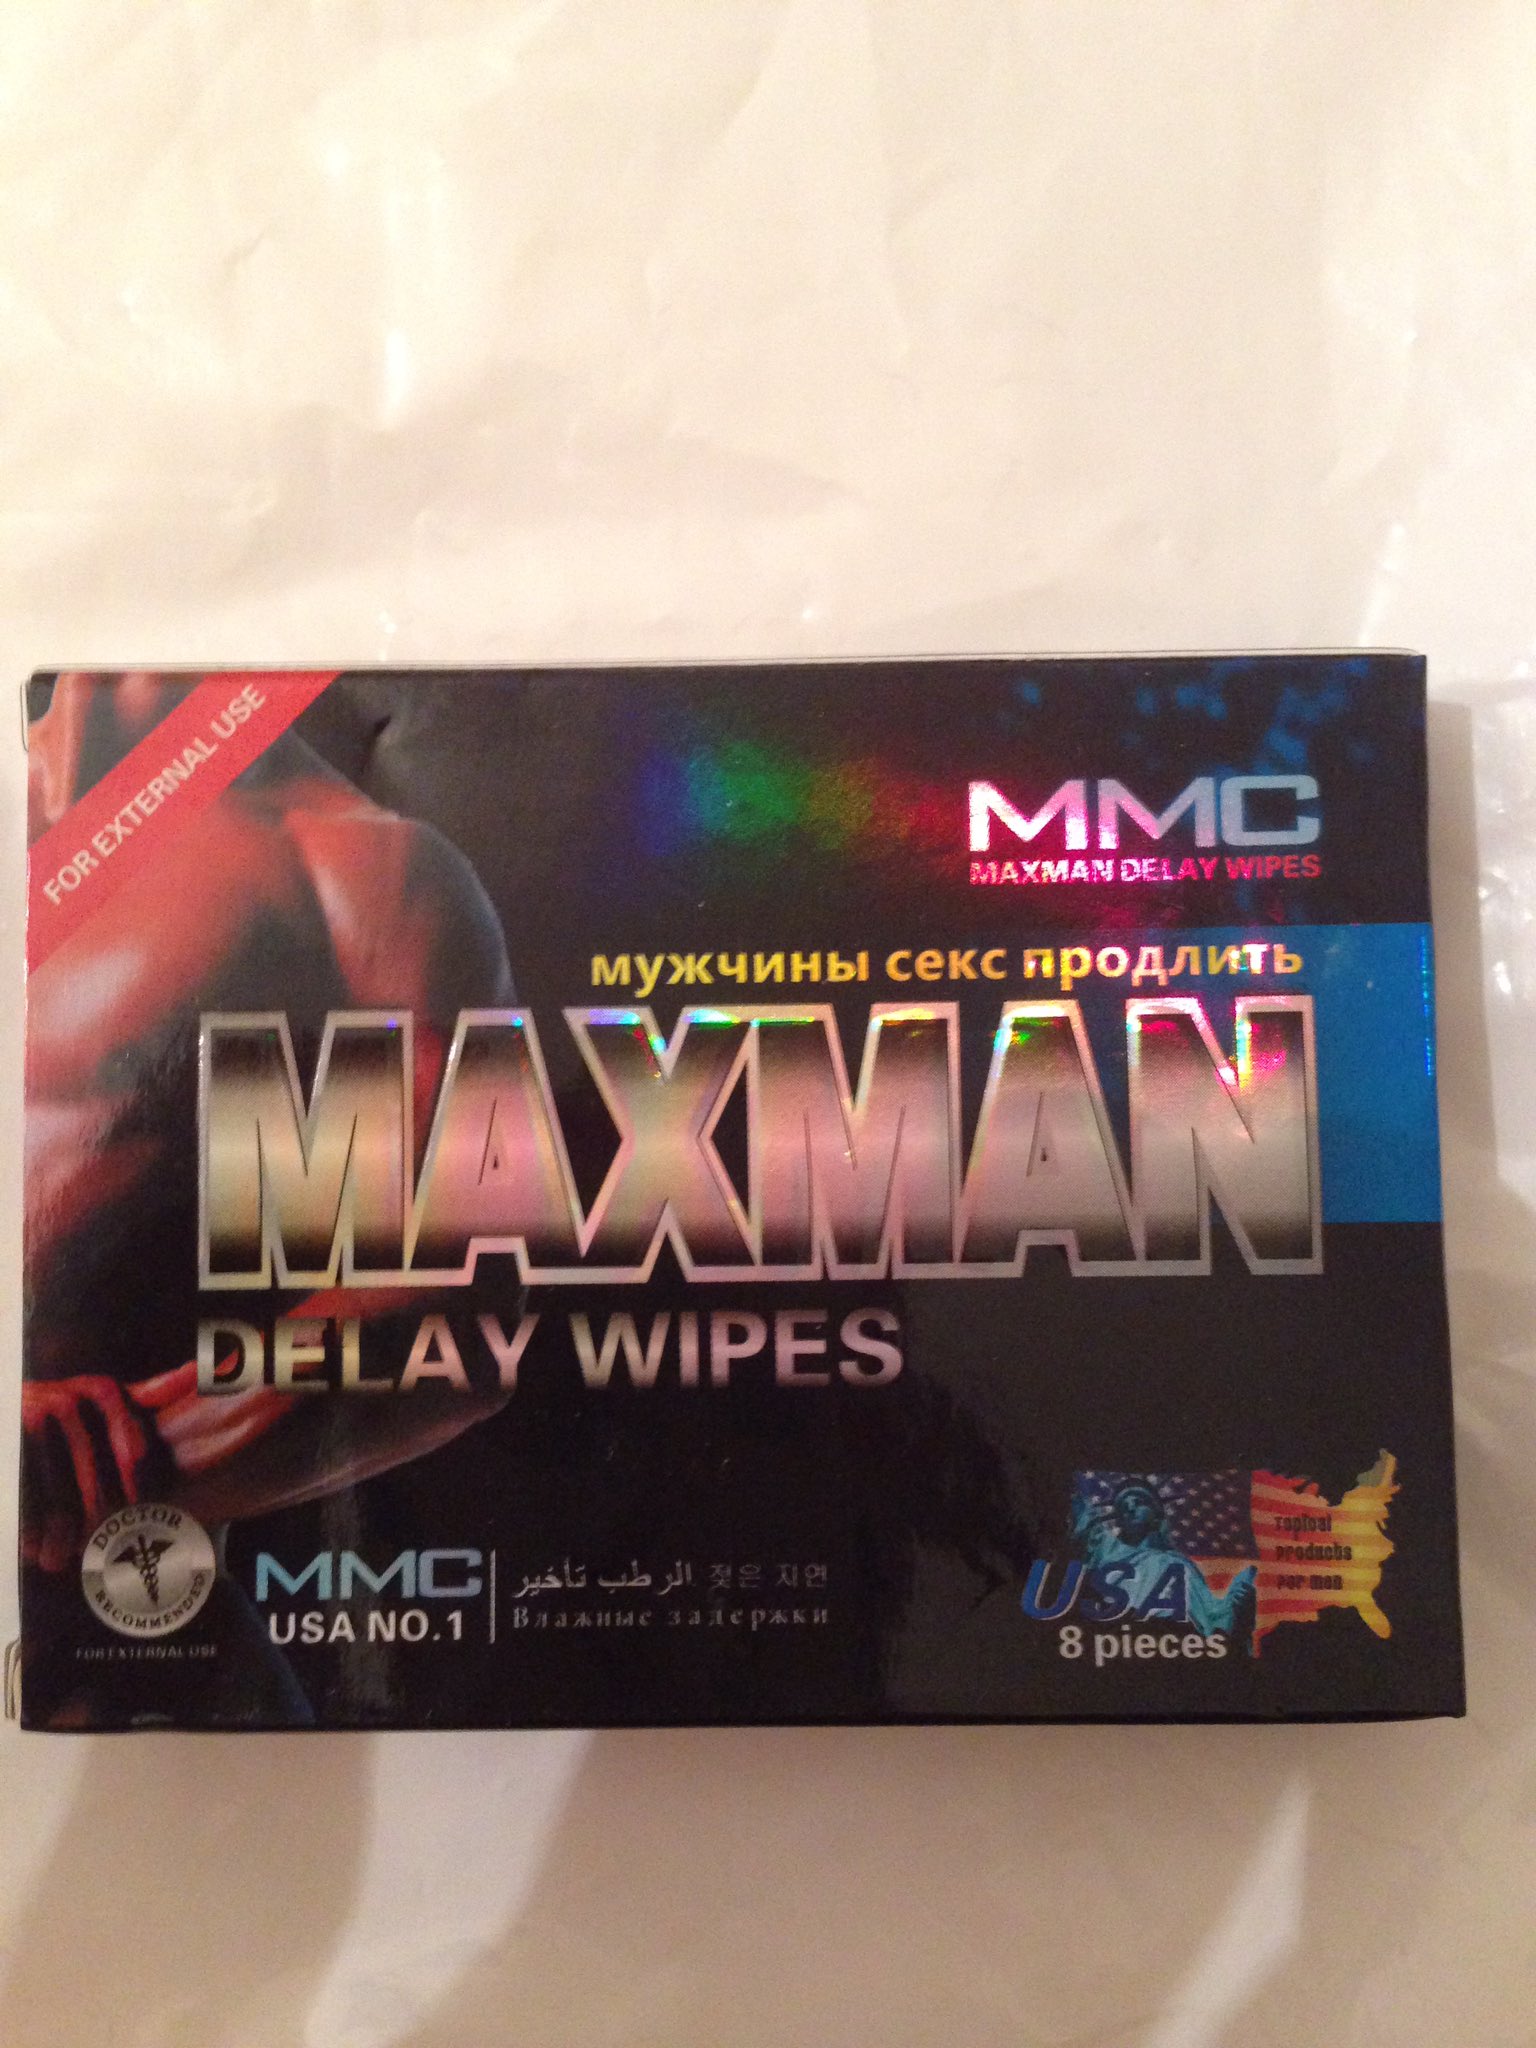 FOR EXTERNAL USE
MMC
MAXMAN DELAY WIPES
мужчины секс продлить
MAXMAN
DELAY WIPES
DOCTOR
RECOMMENDED
FOR EXTERNAL USE
MMC
USA NO.1
الرطب تأخير 젖은 지연
Влажные задержки
Topical
products
For man
USA
8 pieces